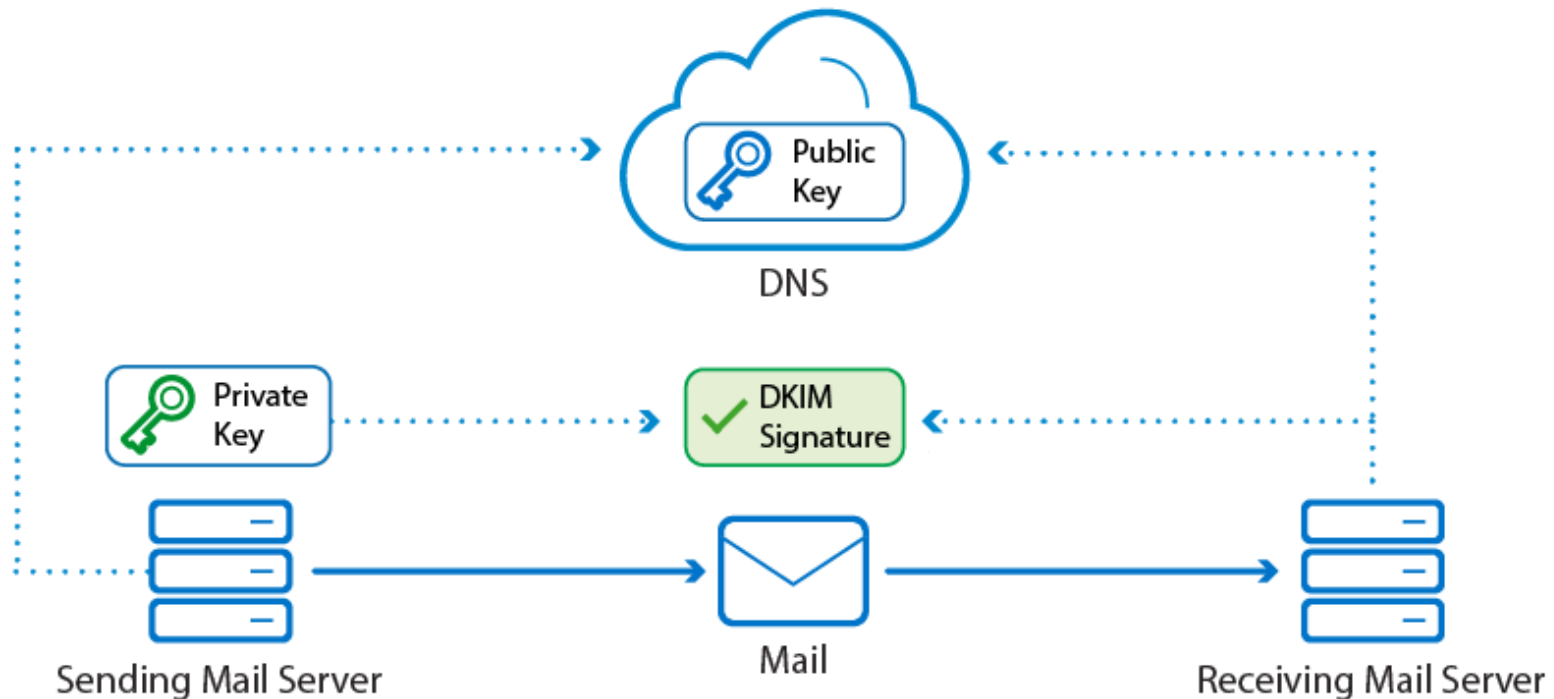 Public
Key
DNS
Private
Key
DKIM
Signature
Mail
Sending Mail Server
Receiving Mail Server